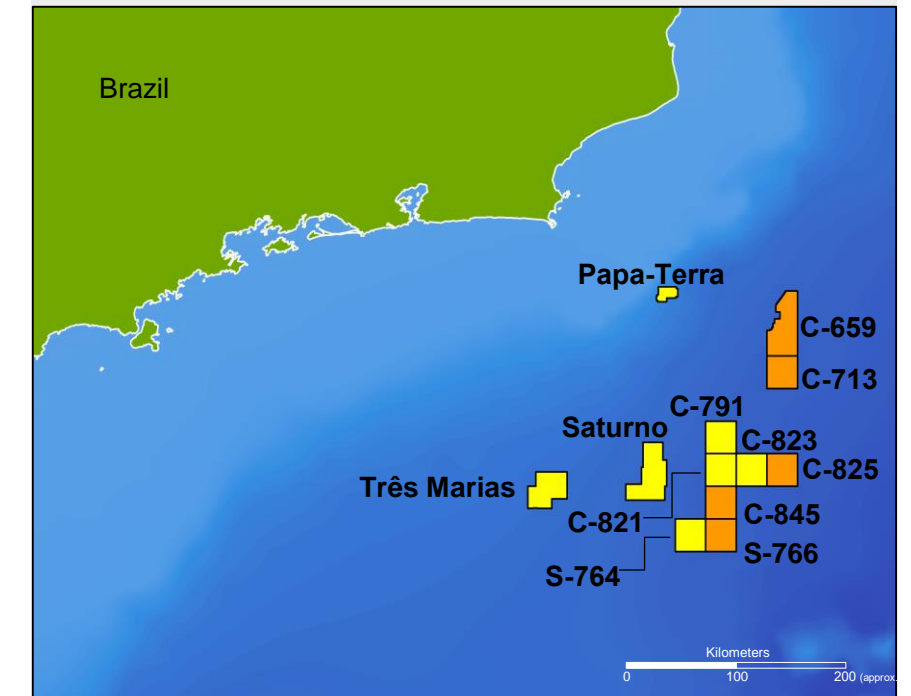 Brazil
Papa-Terra
C-659
C-713
C-791
Saturno
C-823
C-825
Três Marias
C-821
C-845
S-766
S-764
Kilometers
0 100 200 (approx.